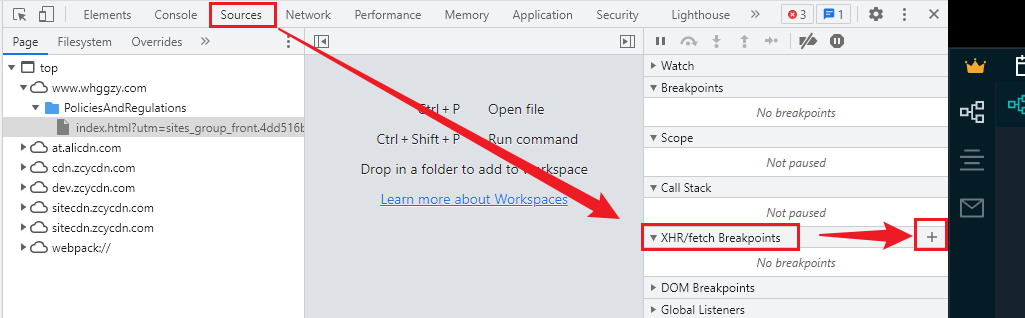 Elements Console Sources Network Performance Memory Application Security Lighthouse » 3 1
Page Filesystem Overrides »
top
www.whggzy.com
PoliciesAndRegulations
index.html?utm=sites_group_front.4dd516b
at.alicdn.com
cdn.zcycdn.com
dev.zcycdn.com
sitecdn.zcycdn.com
sitecdn.zcycdn.com
webpack://
Ctrl + P Open file
Ctrl + Shift + P Run command
Drop in a folder to add to workspace
Learn more about Workspaces
Watch
Breakpoints
No breakpoints
Scope
Not paused
Call Stack
Not paused
XHR/fetch Breakpoints +
No breakpoints
DOM Breakpoints
Global Listeners